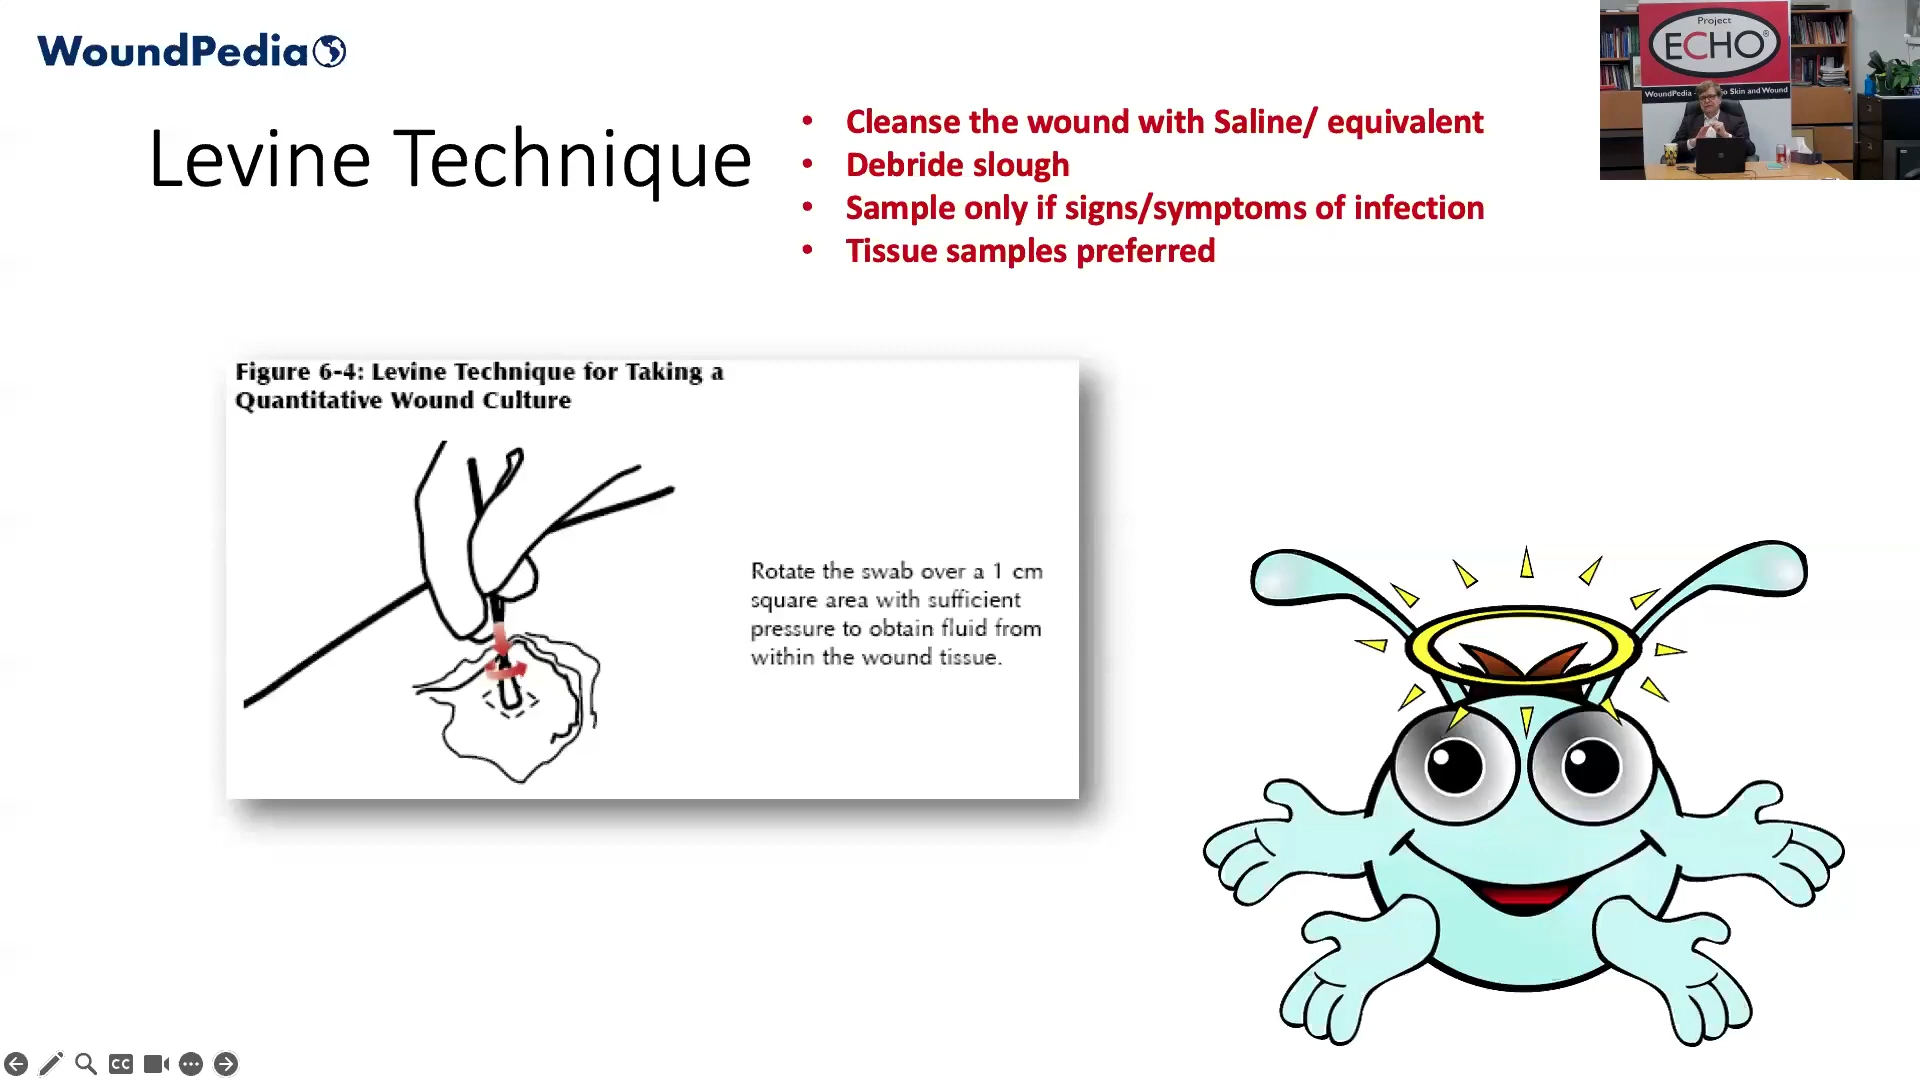 WoundPedia
Levine Technique
• Cleanse the wound with Saline/ equivalent
• Debride slough
• Sample only if signs/symptoms of infection
• Tissue samples preferred
Project
ECHO®
WoundPedia
Skin and Wound
Figure 6-4: Levine Technique for Taking a
Quantitative Wound Culture
Rotate the swab over a 1 cm
square area with sufficient
pressure to obtain fluid from
within the wound tissue.
CC